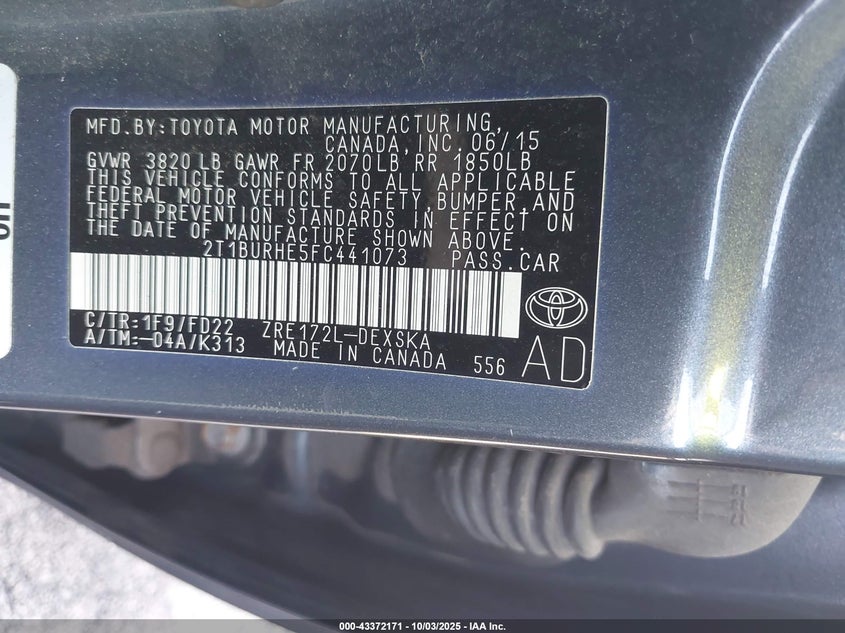 MFD.BY:TOYOTA MOTOR MANUFACTURING,
CANADA,INC.06/15
GVWR 3820 LB GAWR FR 2070LB,RR 1850LB
THIS VEHICLE CONFORMS TO ALL APPLICABLE
FEDERAL MOTOR VEHICLE SAFETY,BUMPER,AND
THEFT PREVENTION STANDARDS IN EFFECT ON
THE DATE OF MANUFACTURE SHOWN ABOVE.
2T1BURHE5FC441073 PASS.CAR
C/TR:1F9/FD22 ZRE172L-DEXSKA
A/TM:-04A/K313 MADE IN CANADA 556 AD
000-43372171 - 10/03/2025 - IAA Inc.